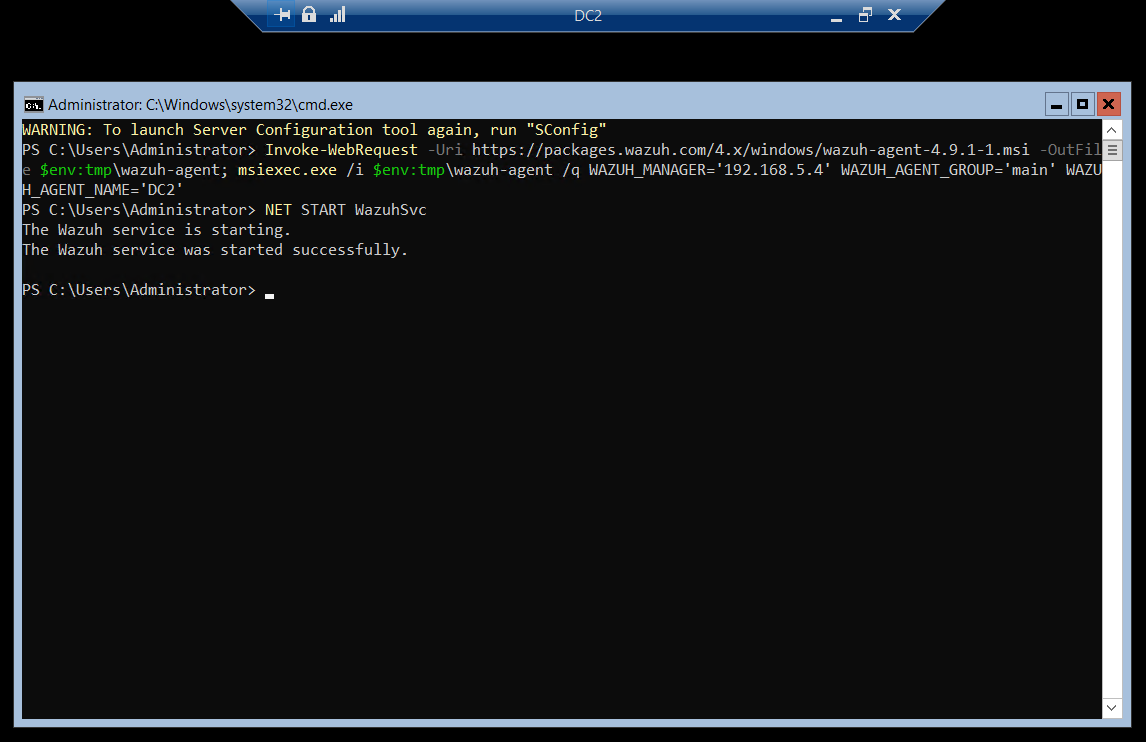 DC2
Administrator: C:\Windows\system32\cmd.exe
WARNING: To launch Server Configuration tool again, run "SConfig"
PS C:\Users\Administrator> Invoke-WebRequest -Uri https://packages.wazuh.com/4.x/windows/wazuh-agent-4.9.1-1.msi -OutFil
e $env:tmp\wazuh-agent; msiexec.exe /i $env:tmp\wazuh-agent /q WAZUH_MANAGER='192.168.5.4' WAZUH_AGENT_GROUP='main' WAZU
H_AGENT_NAME='DC2'
PS C:\Users\Administrator> NET START WazuhSvc
The Wazuh service is starting.
The Wazuh service was started successfully.
PS C:\Users\Administrator>